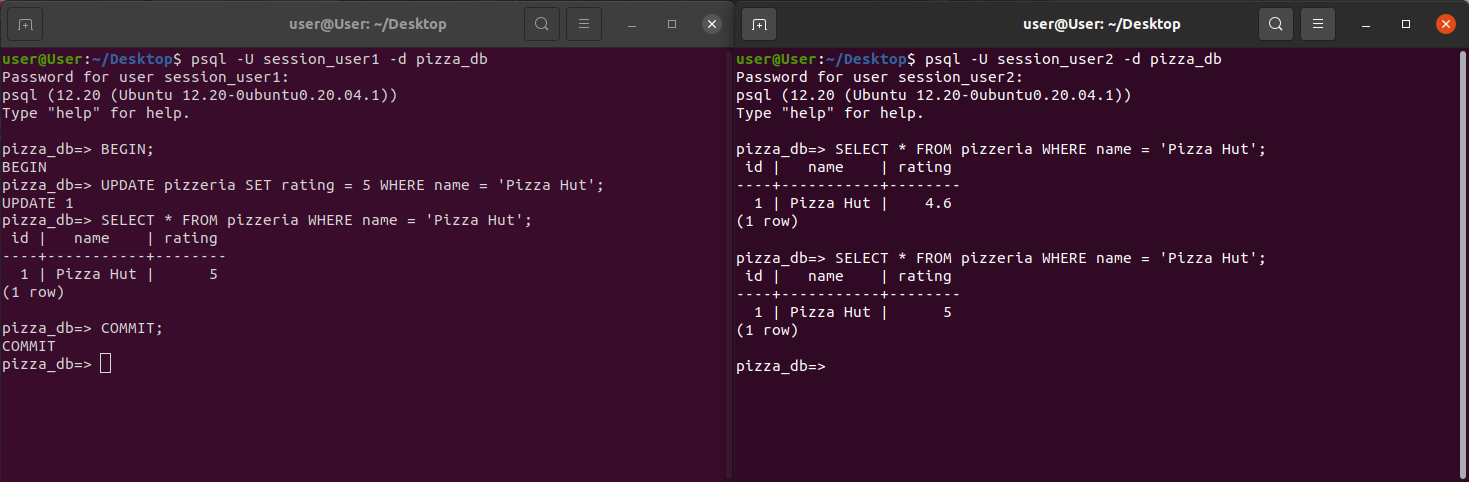 user@User: ~/Desktop
user@User:~/Desktop$ psql -U session_user1 -d pizza_db
Password for user session_user1:
psql (12.20 (Ubuntu 12.20-0ubuntu0.20.04.1))
Type "help" for help.

pizza_db=> BEGIN;
BEGIN
pizza_db=> UPDATE pizzeria SET rating = 5 WHERE name = 'Pizza Hut';
UPDATE 1
pizza_db=> SELECT * FROM pizzeria WHERE name = 'Pizza Hut';
 id |   name    | rating
----+-----------+--------
  1 | Pizza Hut |      5
(1 row)

pizza_db=> COMMIT;
COMMIT
pizza_db=>
user@User: ~/Desktop
user@User:~/Desktop$ psql -U session_user2 -d pizza_db
Password for user session_user2:
psql (12.20 (Ubuntu 12.20-0ubuntu0.20.04.1))
Type "help" for help.

pizza_db=> SELECT * FROM pizzeria WHERE name = 'Pizza Hut';
 id |   name    | rating
----+-----------+--------
  1 | Pizza Hut |    4.6
(1 row)

pizza_db=> SELECT * FROM pizzeria WHERE name = 'Pizza Hut';
 id |   name    | rating
----+-----------+--------
  1 | Pizza Hut |      5
(1 row)

pizza_db=>